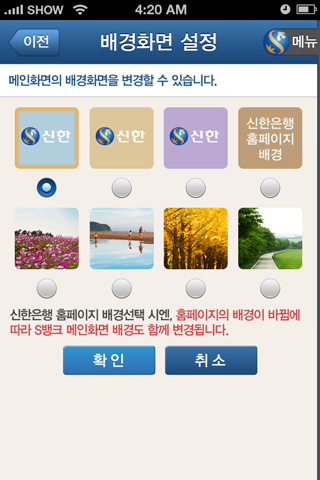 SHOW 4:20 AM
이전 배경화면 설정 메뉴
메인화면의 배경화면을 변경할 수 있습니다.
신한 신한 신한 신한은행
홈페이지
배경
신한은행 홈페이지 배경선택 시엔, 홈페이지의 배경이 바뀜에
따라 S뱅크 메인화면 배경도 함께 변경됩니다.
확인 취소